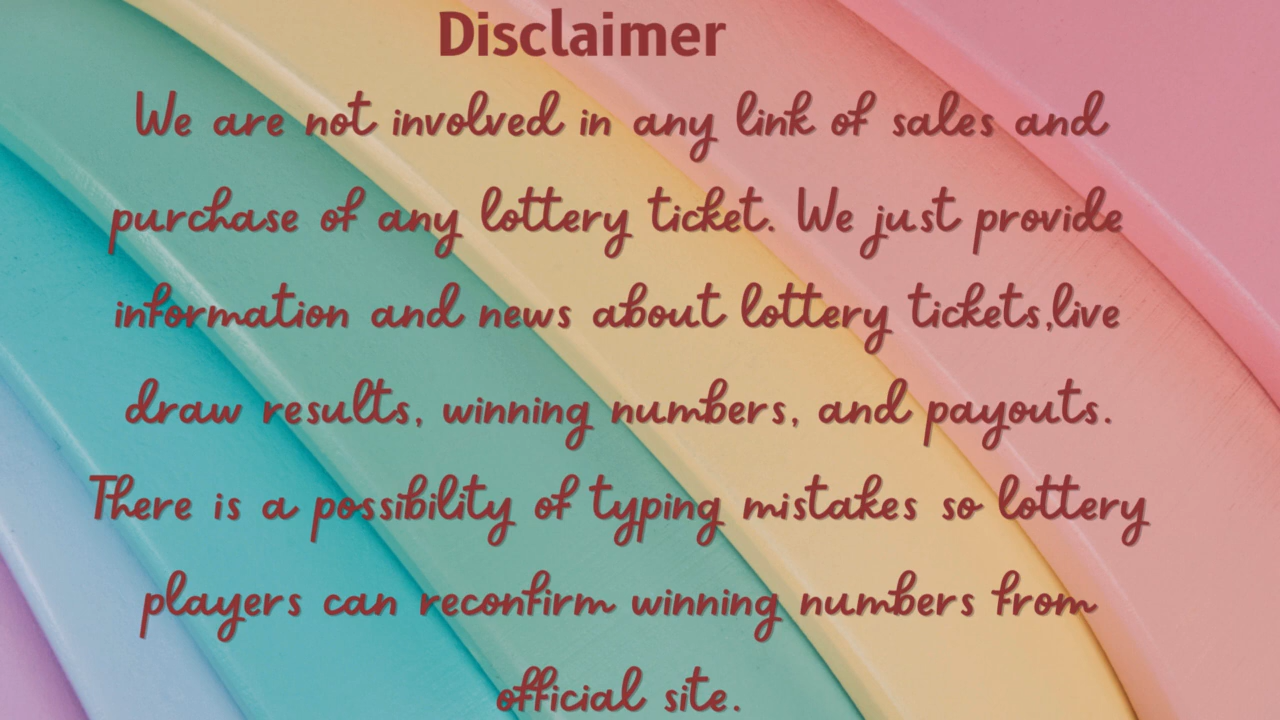 Disclaimer
We are not involved in any link of sales and
purchase of any lottery ticket. We just provide
information and news about lottery tickets,live
draw results, winning numbers, and payouts.
There is a possibility of typing mistakes so lottery
players can reconfirm winning numbers from
official site.